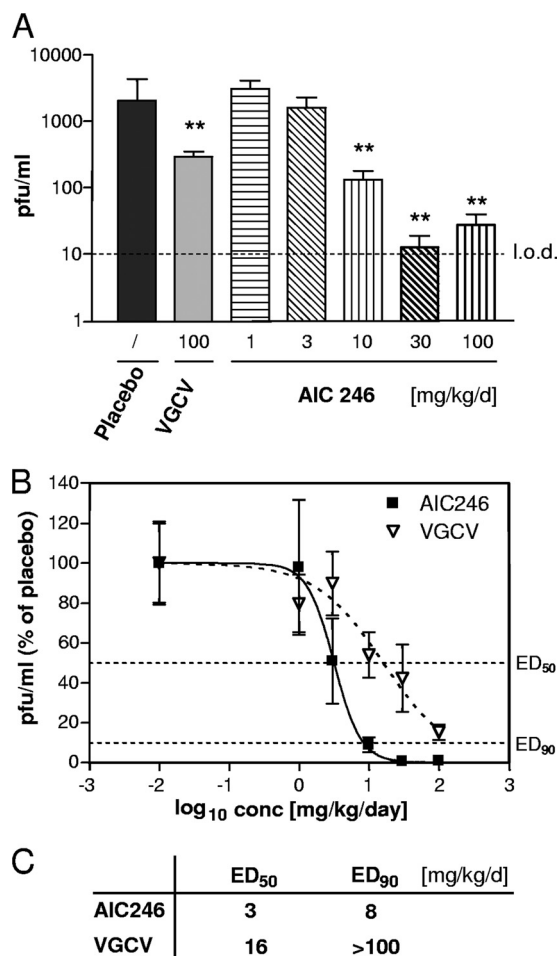 A
pfu/ml
10000
1000
100
10
1
**
**
**
**
l.o.d.
/
100
1
3
10
30
100
Placebo
VGCV
AIC 246
[mg/kg/d]
B
pfu/ml (% of placebo)
140
120
100
80
60
40
20
0
AIC246
VGCV
ED50
ED90
-3
-2
-1
0
1
2
3
log10 conc [mg/kg/day]
C
ED50 ED90 [mg/kg/d]
AIC246 3 8
VGCV 16 >100